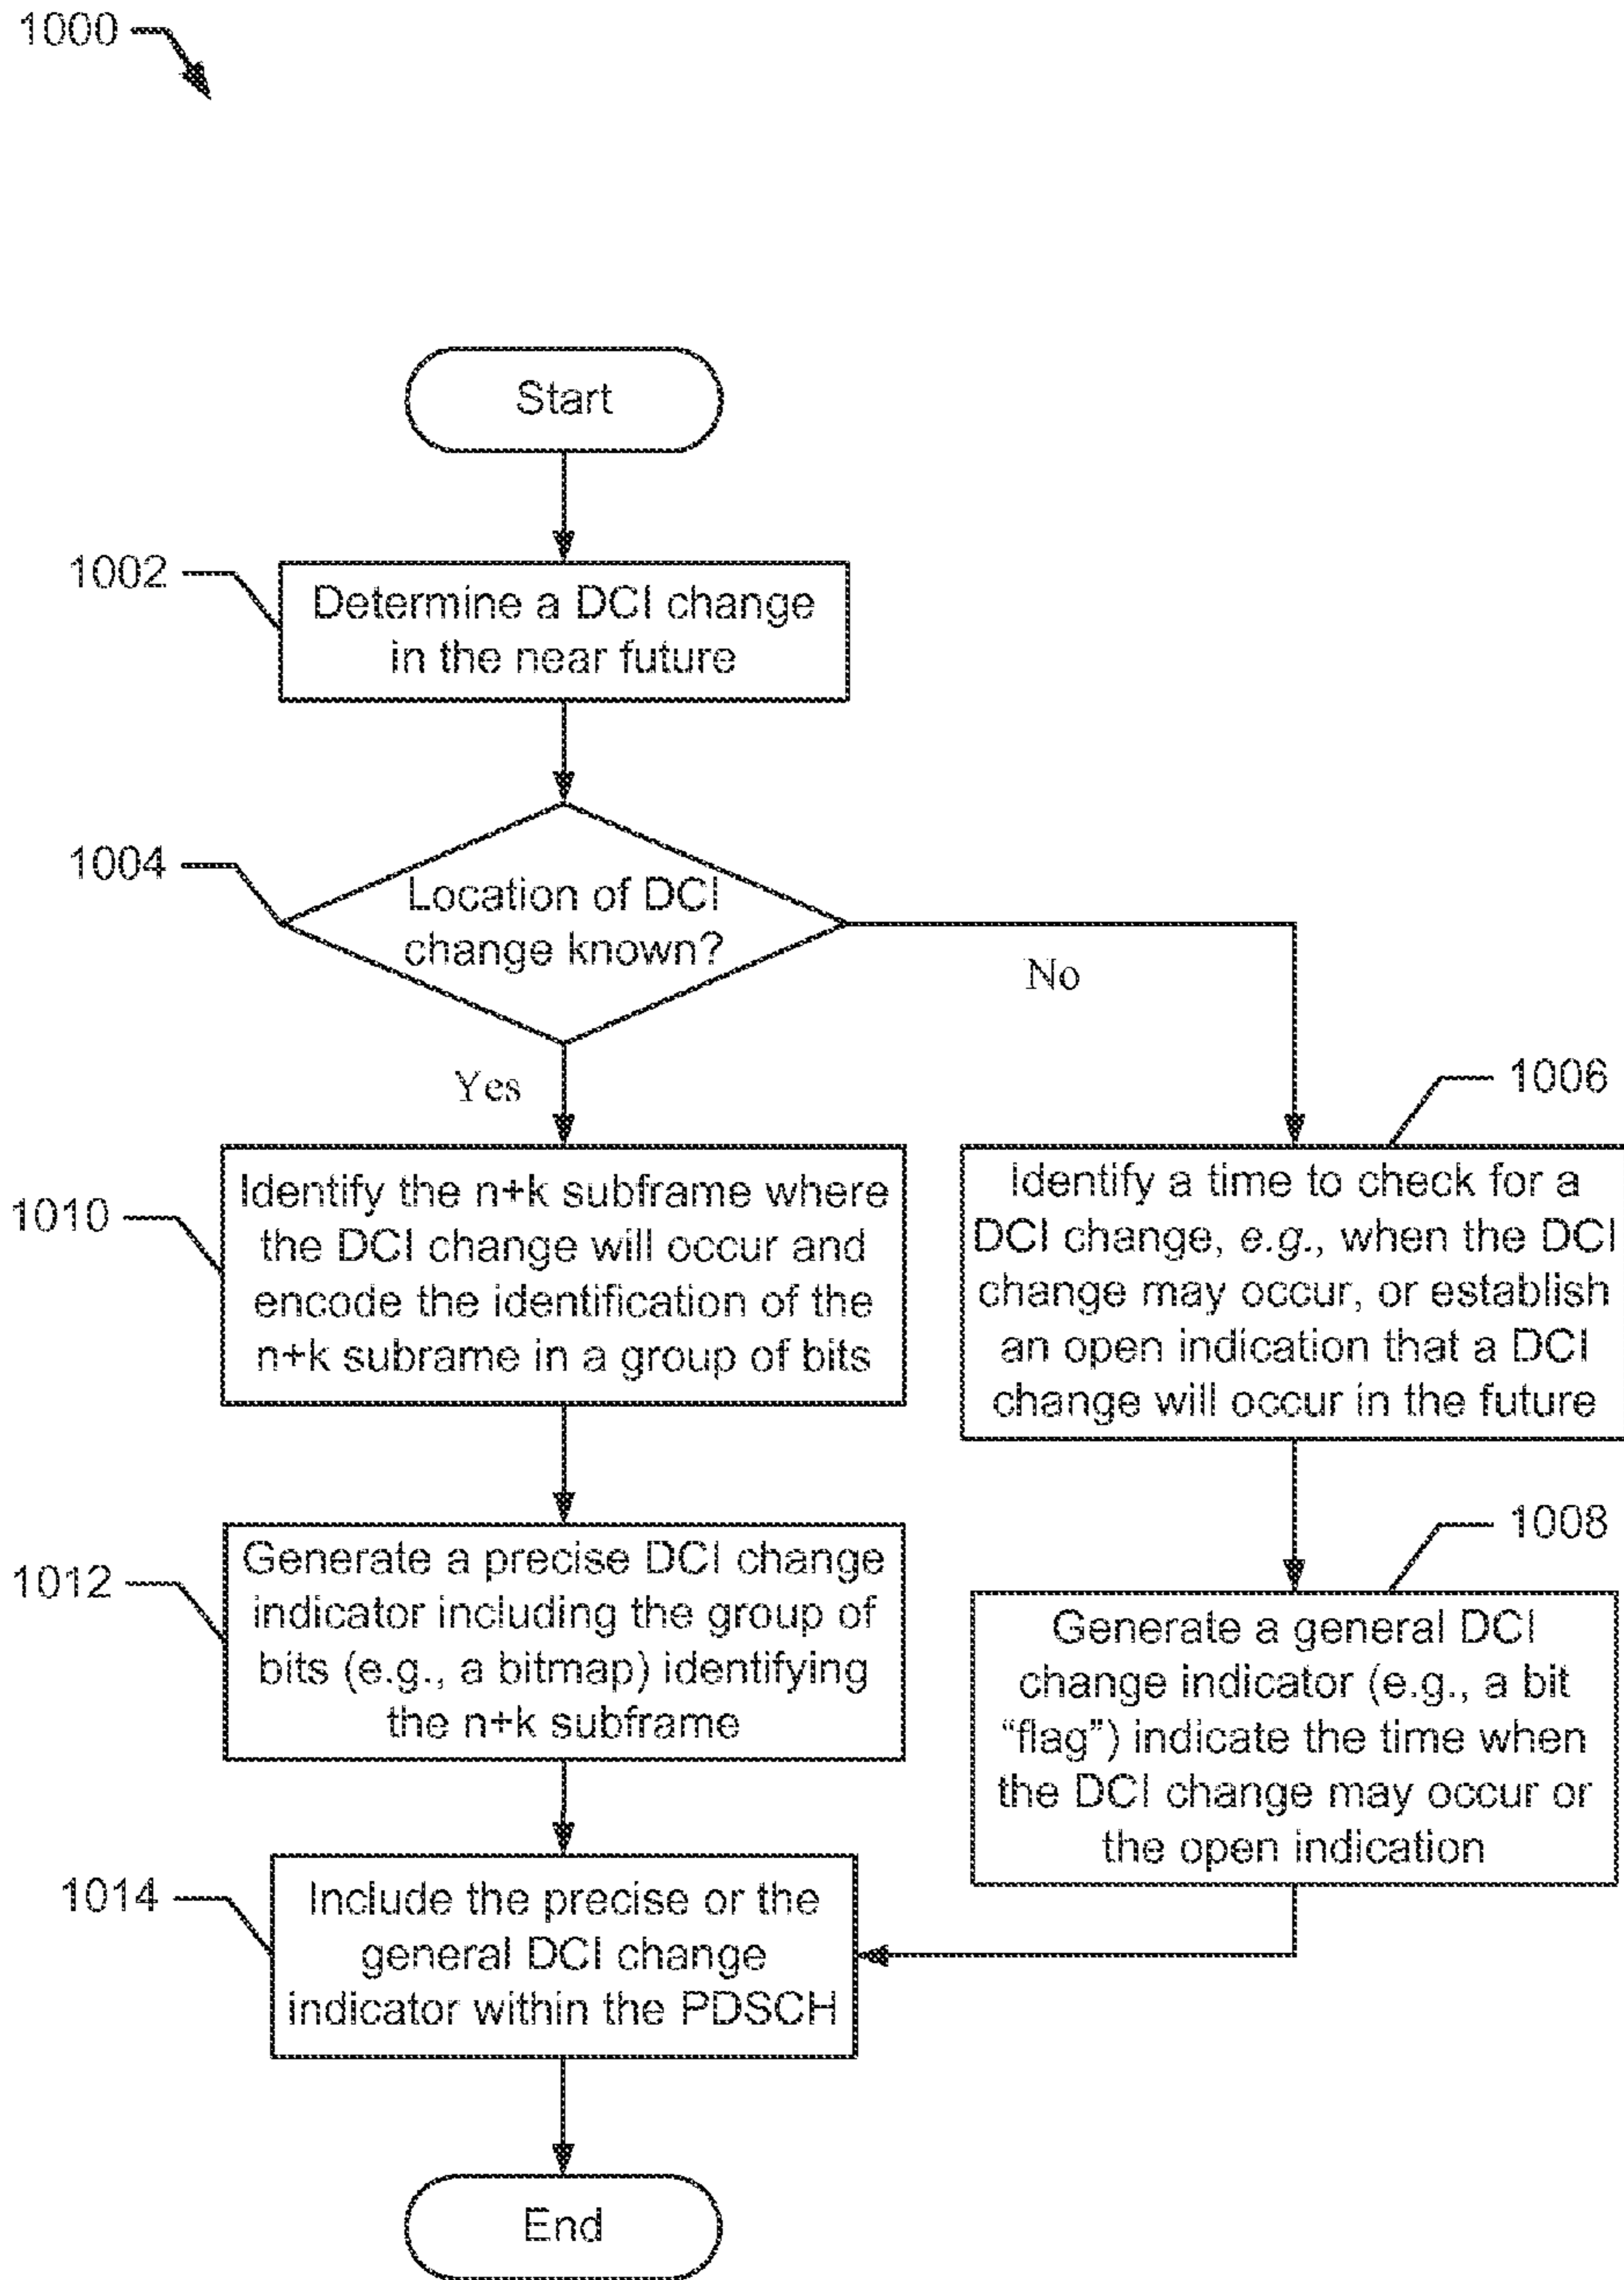 1000
Start
1002
Determine a DCI change
in the near future
1004
Location of DCI
change known?
No
Yes
1006
1010
Identify the n+k subframe where
the DCI change will occur and
encode the identification of the
n+k subrame in a group of bits
Identify a time to check for a
DCI change, e.g., when the DCI
change may occur, or establish
an open indication that a DCI
change will occur in the future
1012
Generate a precise DCI change
indicator including the group of
bits (e.g., a bitmap) identifying
the n+k subframe
1008
Generate a general DCI
change indicator (e.g., a bit
“flag”) indicate the time when
the DCI change may occur or
the open indication
1014
Include the precise or the
general DCI change
indicator within the PDSCH
End